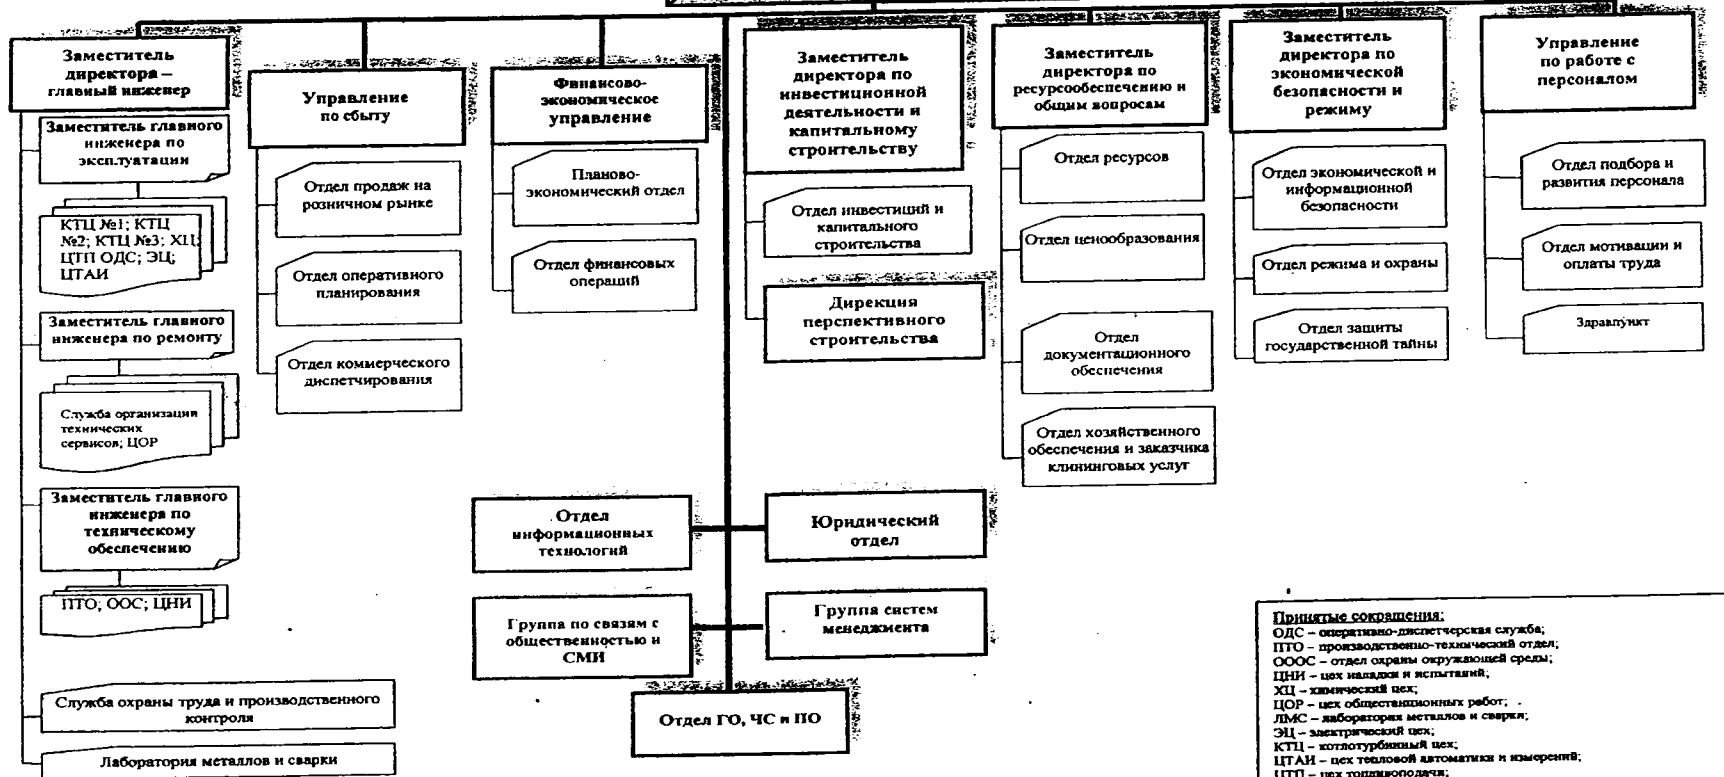 Заместитель
директора –
главный инженер
Заместитель главного
инженера по
эксплуатации
КТЦ №1; КТЦ
№2; КТЦ №3; ХЦ;
ЦТП ОДС; ЭЦ;
ЦТАИ
Заместитель главного
инженера по ремонту
Служба организации
технических
сервисов; ЦОР
Заместитель главного
инженера по
техническому
обеспечению
ПТО; ООС; ЦНИ
Служба охраны труда и производственного
контроля
Лаборатория металлов и сварки
Управление
по сбыту
Отдел продаж на
розничном рынке
Отдел оперативного
планирования
Отдел коммерческого
диспетчирования
Финансово-
экономическое
управление
Планово-
экономический отдел
Отдел финансовых
операций
Заместитель
директора по
инвестиционной
деятельности и
капитальному
строительству
Отдел инвестиций и
капитального
строительства
Дирекция
перспективного
строительства
Заместитель
директора по
ресурсообеспечению и
общим вопросам
Отдел ресурсов
Отдел ценообразования
Отдел
документационного
обеспечения
Отдел хозяйственного
обеспечения и заказчика
клининговых услуг
Заместитель
директора по
экономической
безопасности и
режиму
Отдел экономической и
информационной
безопасности
Отдел режима и охраны
Отдел защиты
государственной тайны
Управление
по работе с
персоналом
Отдел подбора и
развития персонала
Отдел мотивации и
оплаты труда
Здравпункт
Отдел
информационных
технологий
Юридический
отдел
Группа по связям с
общественностью и
СМИ
Группа систем
менеджмента
Отдел ГО, ЧС и ПО
Принятые сокращения:
ОДС – оперативно-диспетчерская служба;
ПТО – производственно-технический отдел;
ОООС – отдел охраны окружающей среды;
ЦНИ – цех наладки и испытаний;
ХЦ – химический цех;
ЦОР – цех общестанционных работ;
ЛМС – лаборатория металлов и сварки;
ЭЦ – электрический цех;
КТЦ – котлотурбинный цех;
ЦТАИ – цех тепловой автоматики и измерений;
ЦТП – цех топливоподачи;